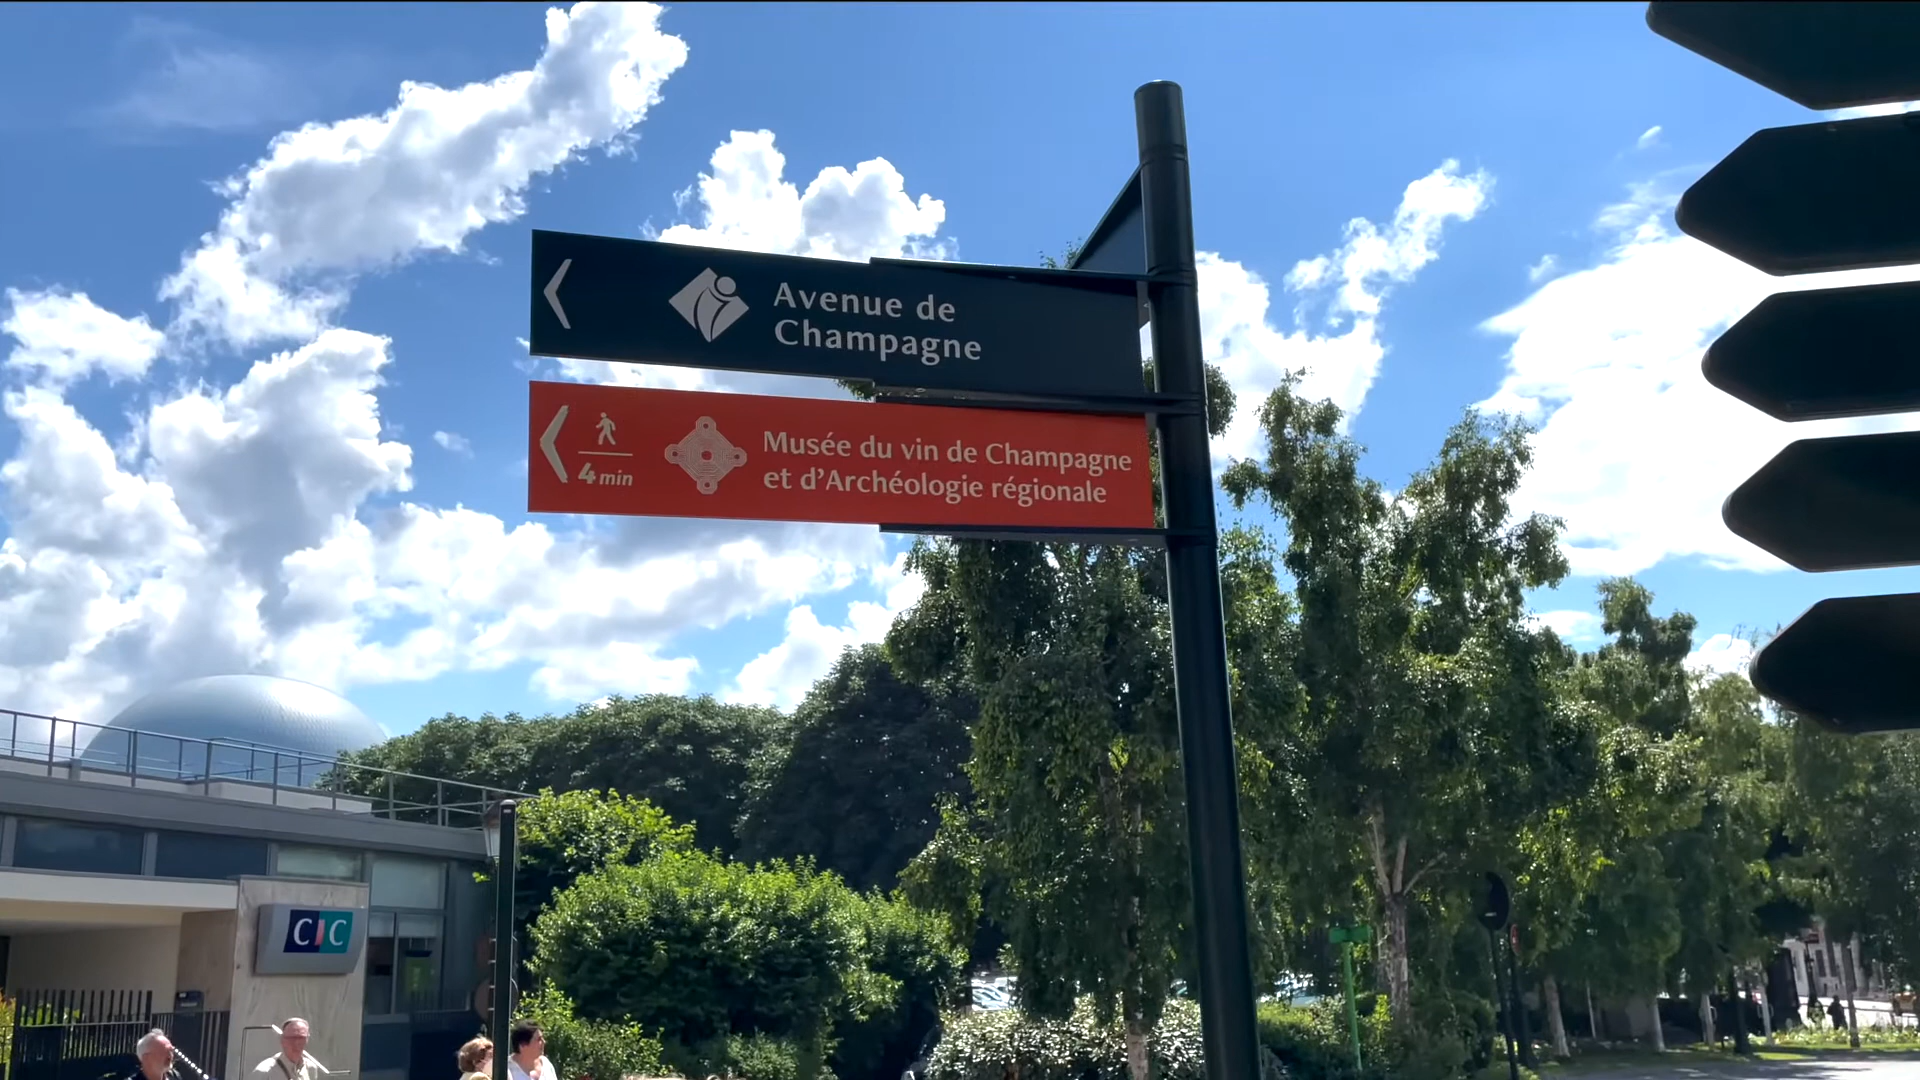 Avenue de
Champagne
4 min
Musée du vin de Champagne
et d'Archéologie régionale
CIC